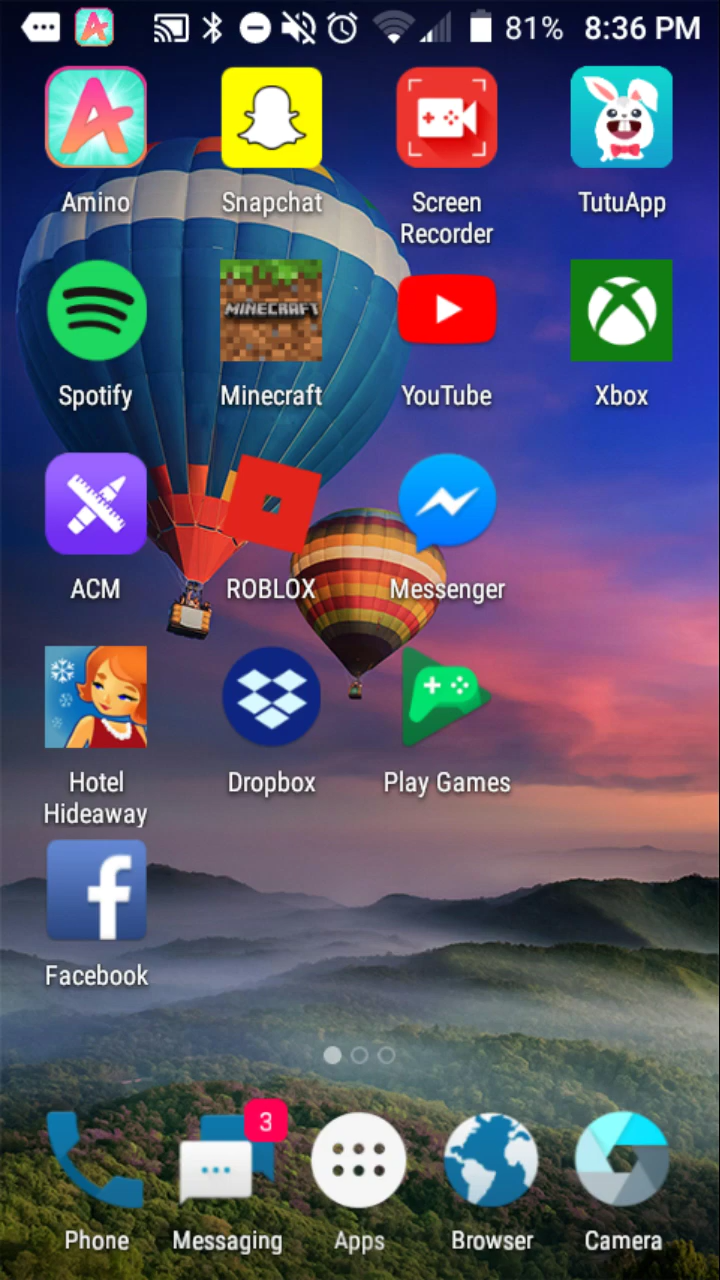 81% 8:36 PM
Amino Snapchat Screen Recorder TutuApp
MINECRAFT
Spotify Minecraft YouTube Xbox
ACM ROBLOX Messenger
Hotel Hideaway Dropbox Play Games
Facebook
3
Phone Messaging Apps Browser Camera